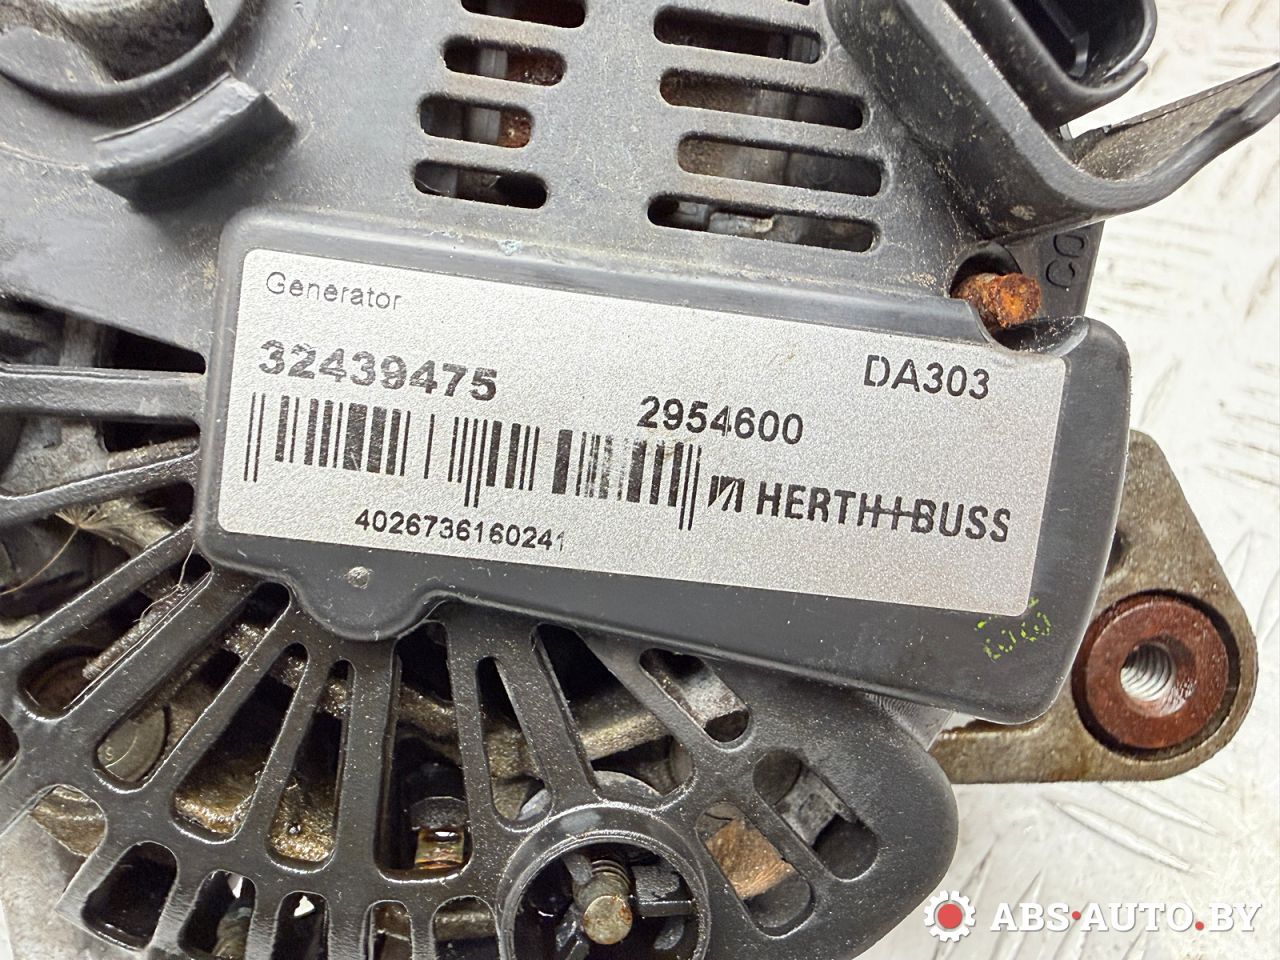 Generator
32439475
DA303
2954600
HERTH+BUSS
4026736160241
ABS-AUTO.BY